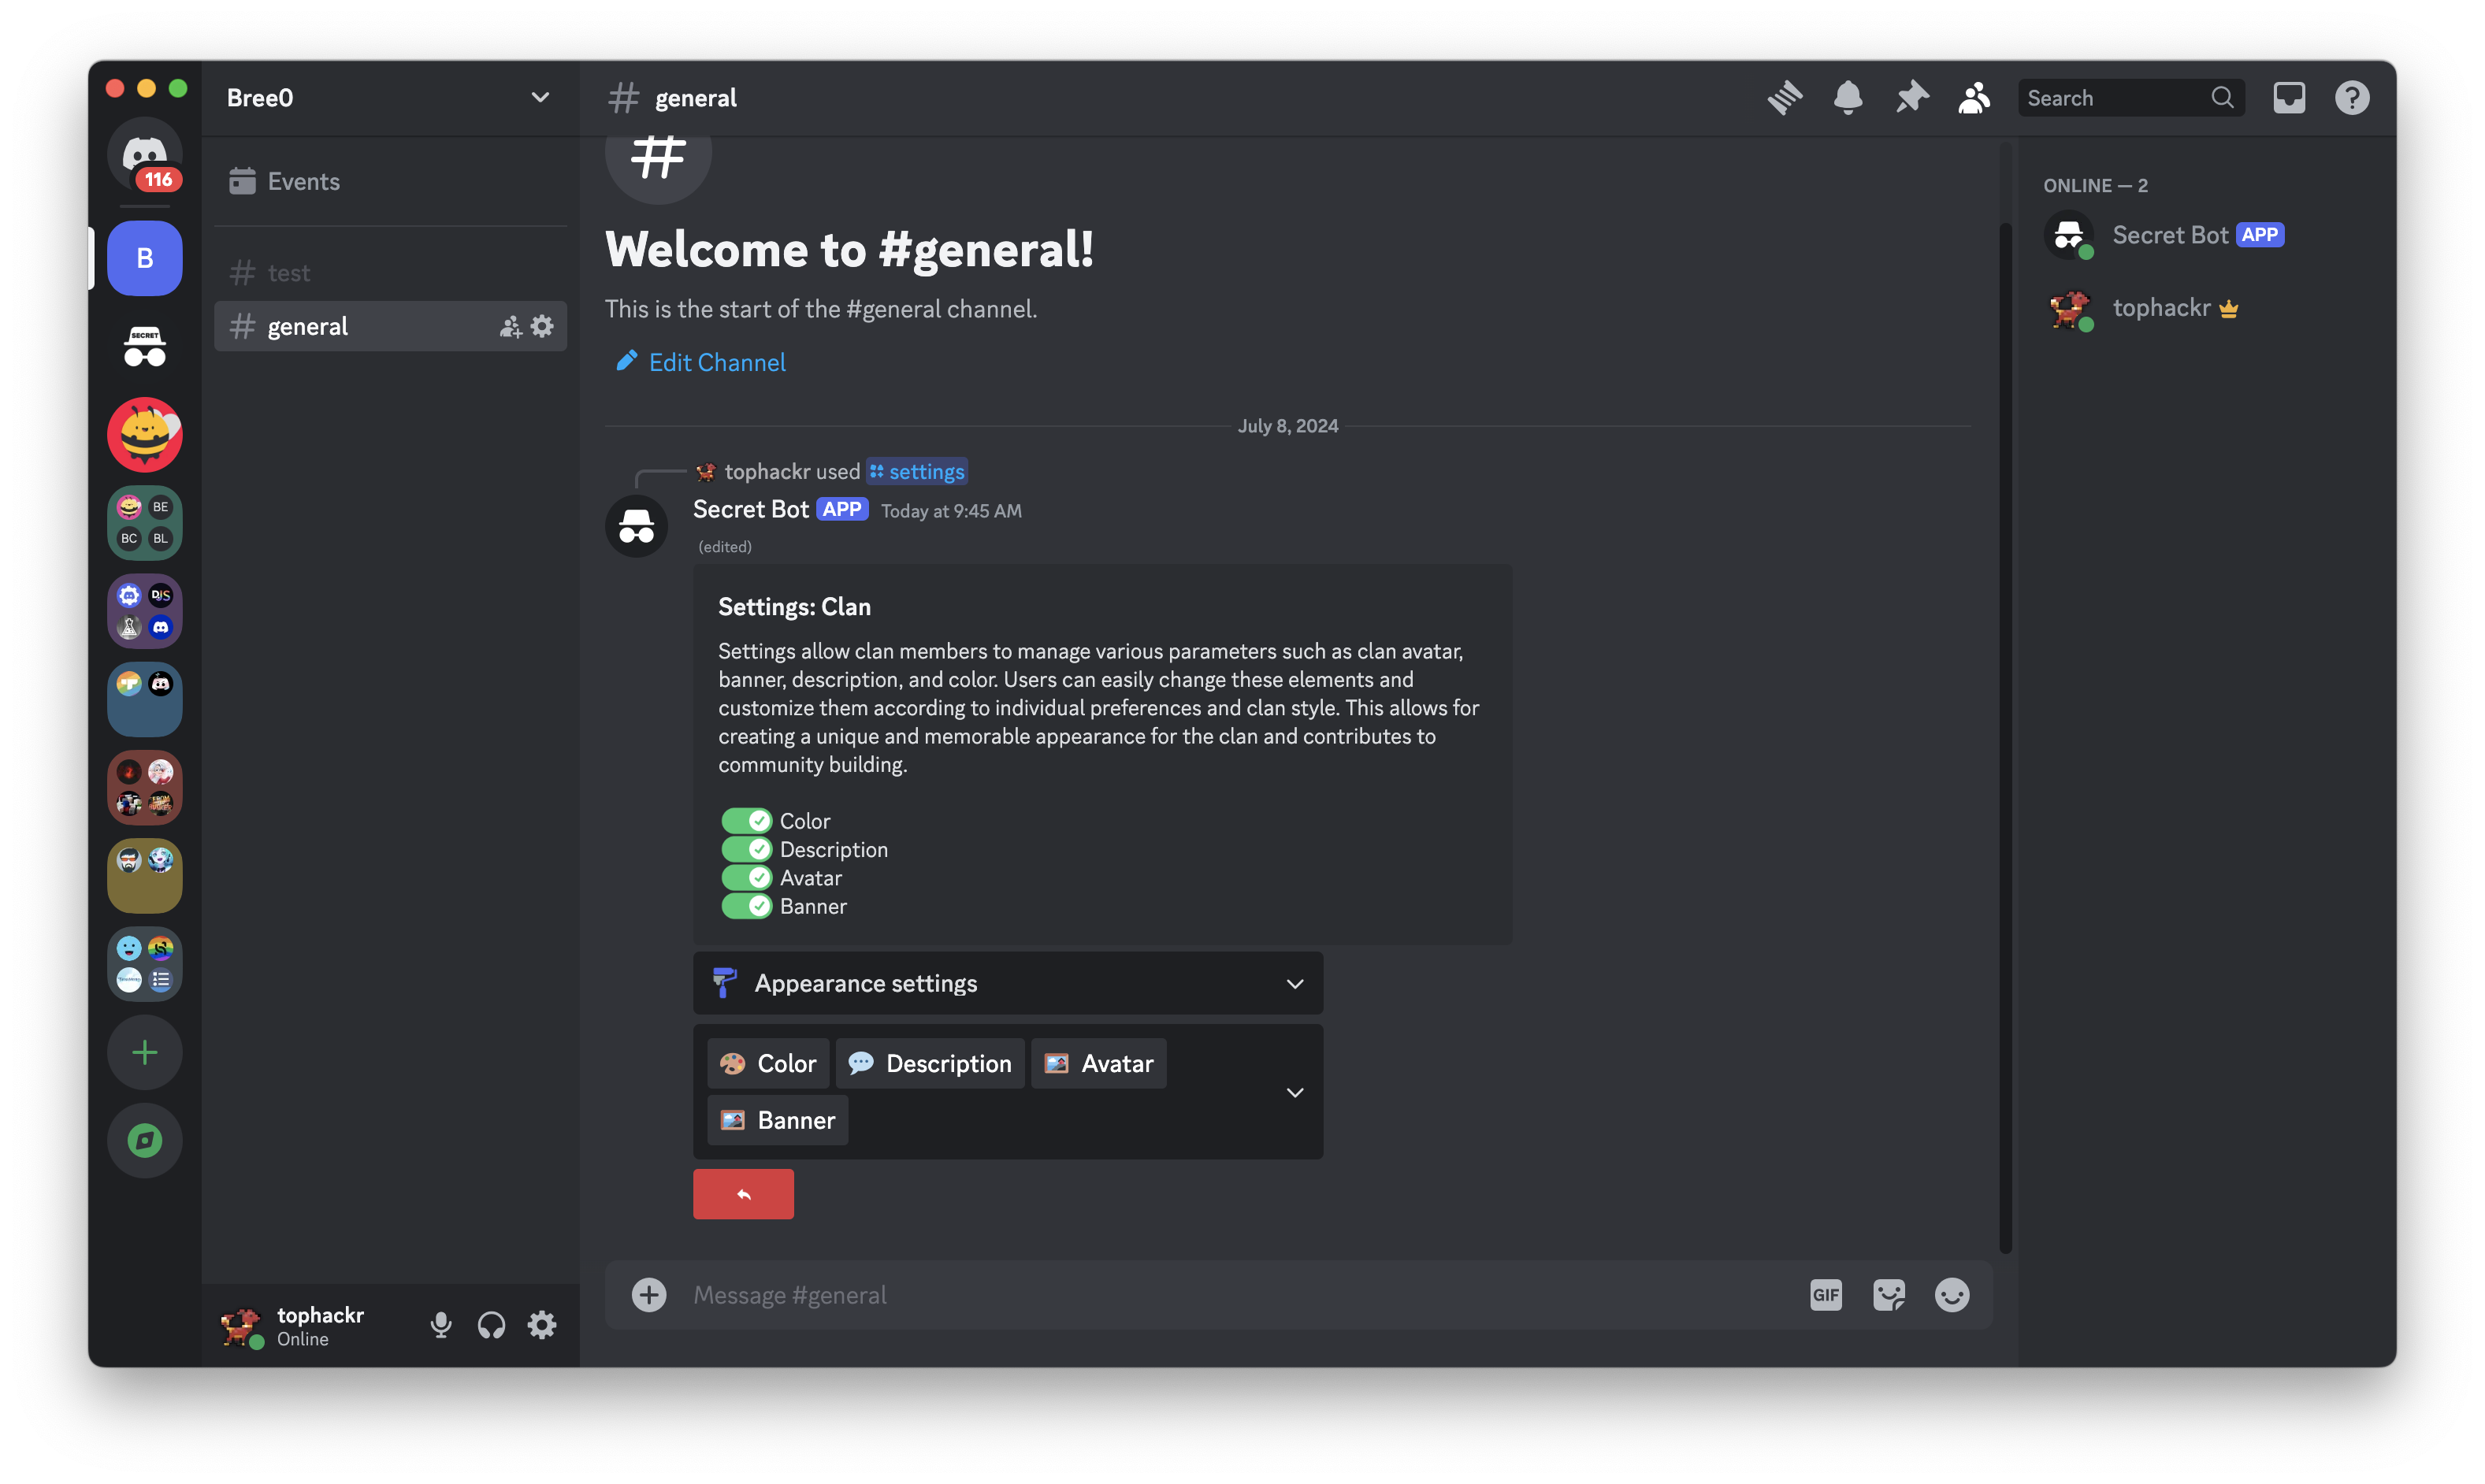 Bree0
general
Search
116
Events
ONLINE — 2
B
Secret Bot APP
test
general
tophackr
SECRET
Welcome to #general!
This is the start of the #general channel.
Edit Channel
July 8, 2024
tophackr used settings
Secret Bot APP Today at 9:45 AM
(edited)
BE
BC BL
DJS
Settings: Clan
Settings allow clan members to manage various parameters such as clan avatar,
banner, description, and color. Users can easily change these elements and
customize them according to individual preferences and clan style. This allows for
creating a unique and memorable appearance for the clan and contributes to
community building.
Color
Description
Avatar
Banner
Appearance settings
Color Description Avatar
Banner
Message #general
GIF
tophackr
Online